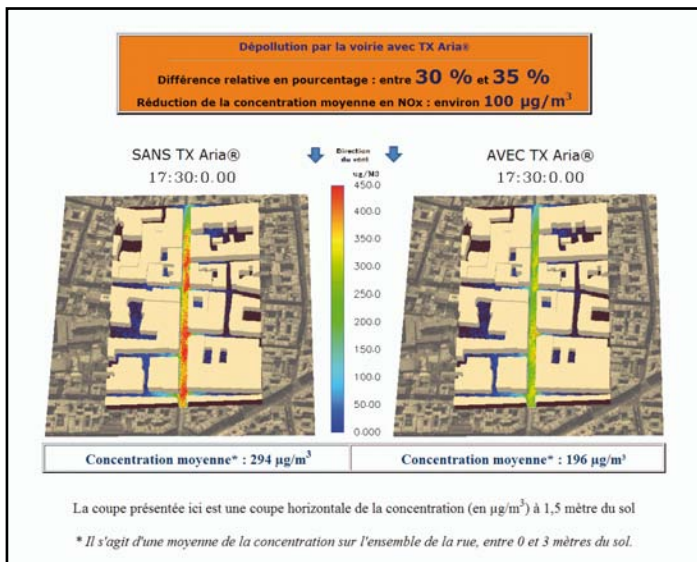 Dépollution par la voirie avec TX Aria®
Différence relative en pourcentage : entre 30 % et 35 %
Réduction de la concentration moyenne en NOx : environ 100 µg/m³
SANS TX Aria®
17:30:0.00
Direction
du vent
AVEC TX Aria®
17:30:0.00
ug/M3
450.0
400.0
350.0
300.0
250.0
200.0
150.0
100.0
50.00
0.000
Concentration moyenne* : 294 µg/m³
Concentration moyenne* : 196 µg/m³
La coupe présentée ici est une coupe horizontale de la concentration (en µg/m³) à 1,5 mètre du sol
* Il s'agit d'une moyenne de la concentration sur l'ensemble de la rue, entre 0 et 3 mètres du sol.